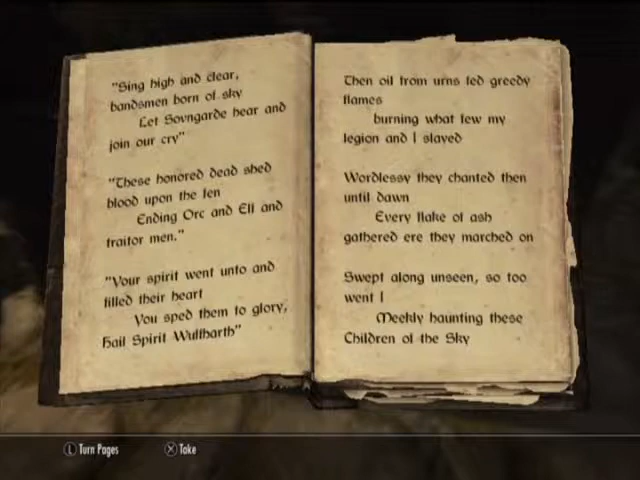 "Sing high and clear,
bandsmen born of sky
Let Sovngarde hear and
join our cry"
"These honored dead shed
blood upon the fen
Ending Orc and Elf and
traitor men."
"Your spirit went unto and
filled their heart
You sped them to glory,
Hail Spirit Wulfharth"
Then oil from urns fed greedy
flames
burning what few my
legion and I slayed
Wordlessy they chanted then
until dawn
Every flake of ash
gathered ere they marched on
Swept along unseen, so too
went I
Meekly haunting these
Children of the Sky
L Turn Pages X Take